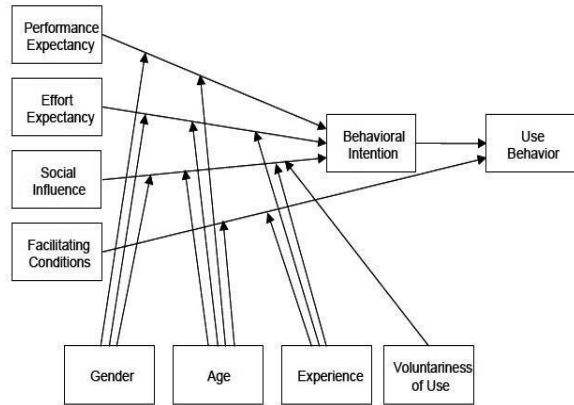 Performance
Expectancy
Effort
Expectancy
Social
Influence
Facilitating
Conditions
Behavioral
Intention
Use
Behavior
Gender
Age
Experience
Voluntariness
of Use